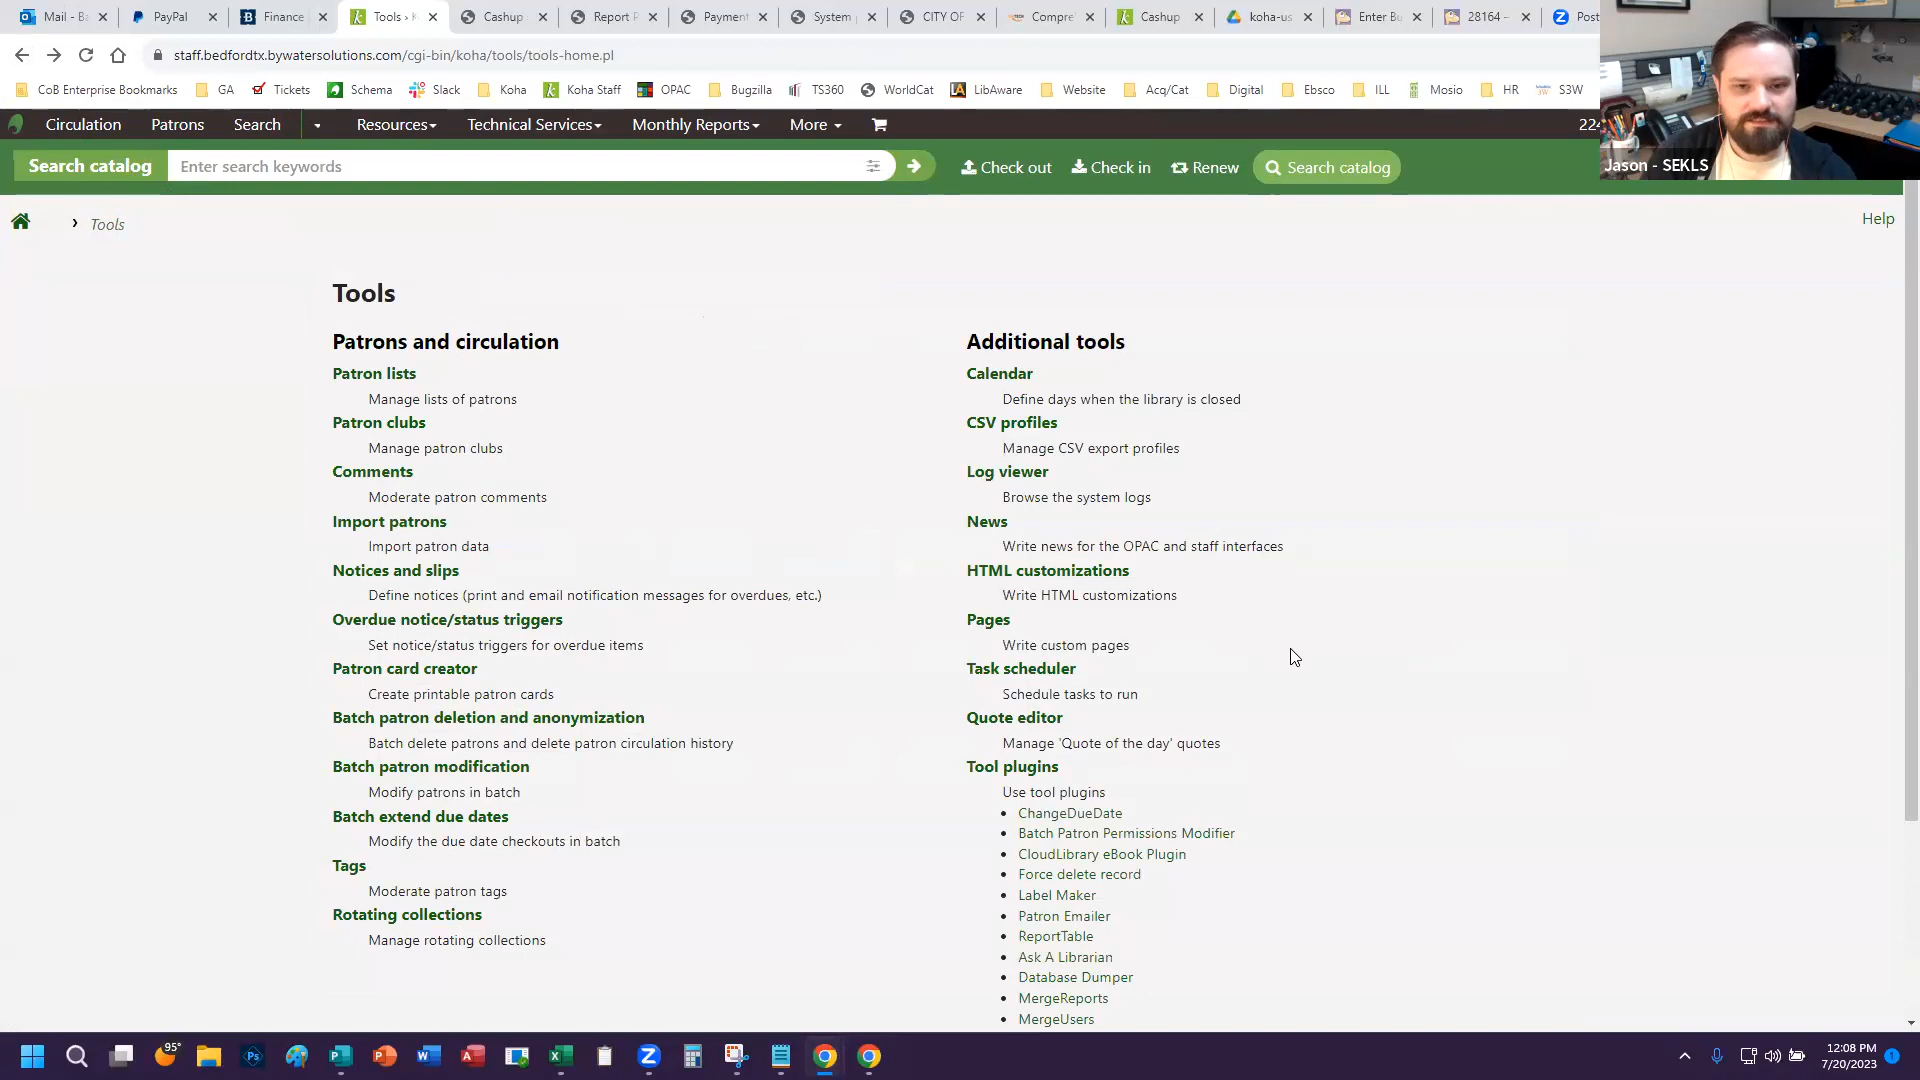 Mail - Ba
PayPal
Finance
Tools › K
Cashup
Report P
Payment
System
CITY OF
Compre
Cashup
koha-us
Enter Bu
28164 –
Post
staff.bedfordtx.bywatersolutions.com/cgi-bin/koha/tools/tools-home.pl
CoB Enterprise Bookmarks
GA
Tickets
Schema
Slack
Koha
Koha Staff
OPAC
Bugzilla
TS360
WorldCat
LibAware
Website
Acq/Cat
Digital
Ebsco
ILL
Mosio
HR
S3W
Circulation
Patrons
Search
Resources
Technical Services
Monthly Reports
More
224
Jason - SEKLS
Search catalog
Enter search keywords
Check out
Check in
Renew
Search catalog
› Tools
Help
Tools
Patrons and circulation
Patron lists
Manage lists of patrons
Patron clubs
Manage patron clubs
Comments
Moderate patron comments
Import patrons
Import patron data
Notices and slips
Define notices (print and email notification messages for overdues, etc.)
Overdue notice/status triggers
Set notice/status triggers for overdue items
Patron card creator
Create printable patron cards
Batch patron deletion and anonymization
Batch delete patrons and delete patron circulation history
Batch patron modification
Modify patrons in batch
Batch extend due dates
Modify the due date checkouts in batch
Tags
Moderate patron tags
Rotating collections
Manage rotating collections
Additional tools
Calendar
Define days when the library is closed
CSV profiles
Manage CSV export profiles
Log viewer
Browse the system logs
News
Write news for the OPAC and staff interfaces
HTML customizations
Write HTML customizations
Pages
Write custom pages
Task scheduler
Schedule tasks to run
Quote editor
Manage 'Quote of the day' quotes
Tool plugins
Use tool plugins
• ChangeDueDate
• Batch Patron Permissions Modifier
• CloudLibrary eBook Plugin
• Force delete record
• Label Maker
• Patron Emailer
• ReportTable
• Ask A Librarian
• Database Dumper
• MergeReports
• MergeUsers
95°
12:08 PM
7/20/2023
1